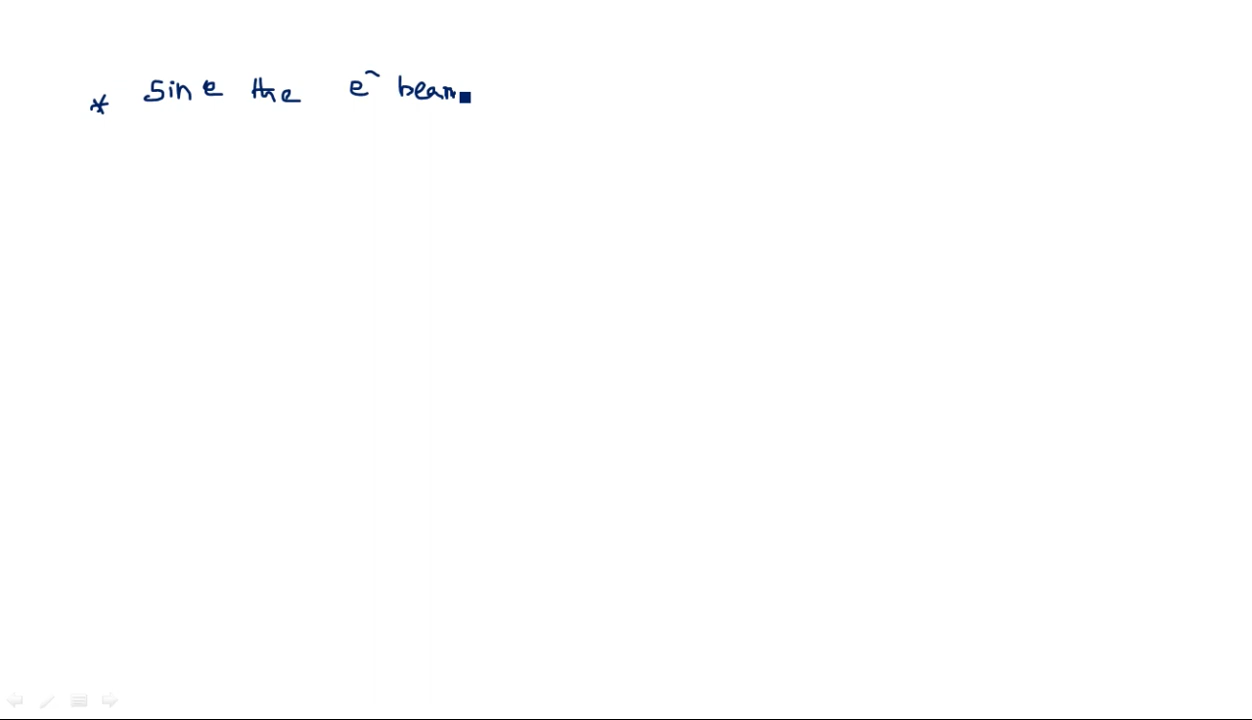 * Sine the e⁻ beam